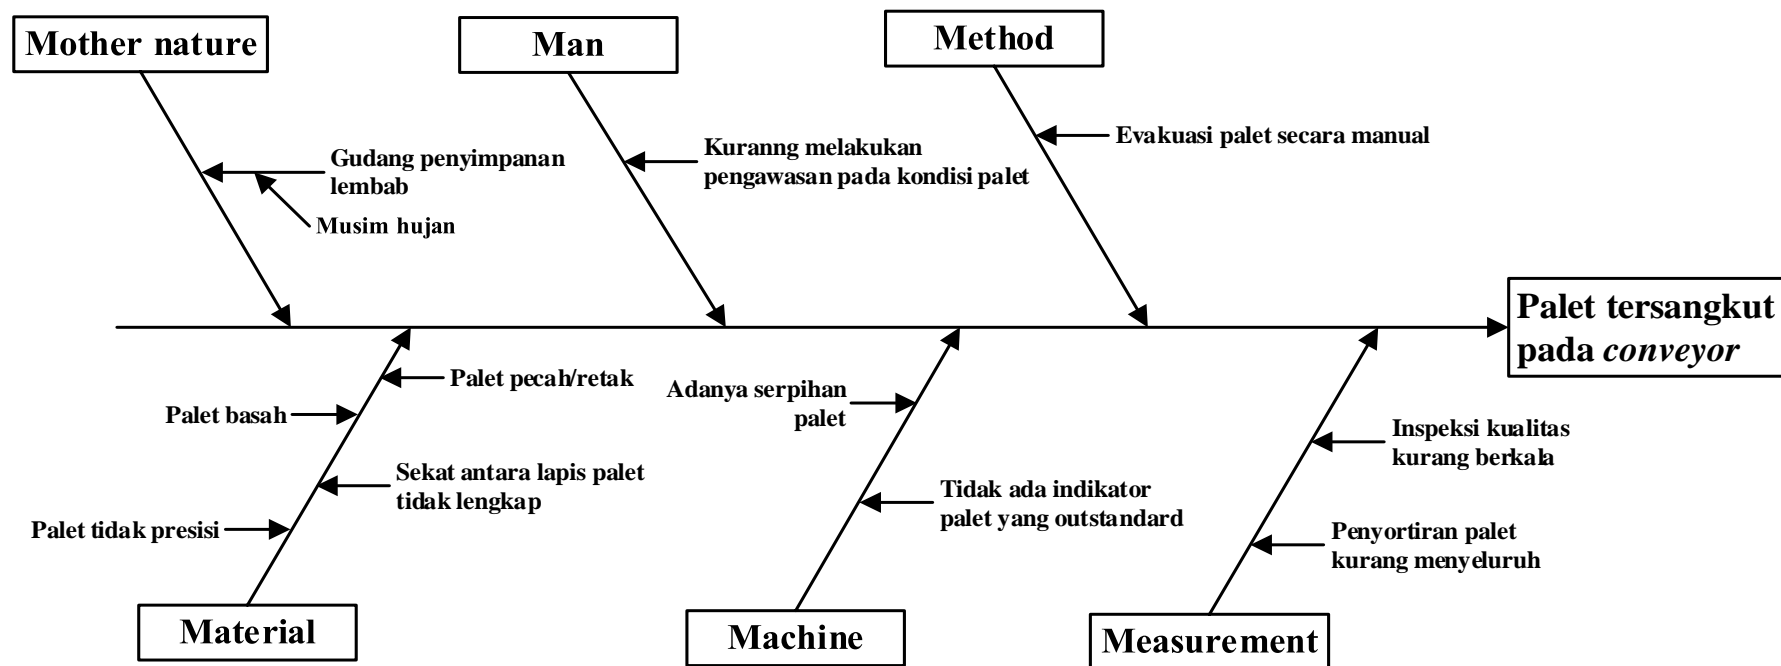 Mother nature
Man
Method
Evakuasi palet secara manual
Gudang penyimpanan
lembab
Musim hujan
Kuranng melakukan
pengawasan pada kondisi palet
Palet tersangkut
pada conveyor
Palet pecah/retak
Palet basah
Sekat antara lapis palet
tidak lengkap
Palet tidak presisi
Adanya serpihan
palet
Tidak ada indikator
palet yang outstandard
Inspeksi kualitas
kurang berkala
Penyortiran palet
kurang menyeluruh
Material
Machine
Measurement